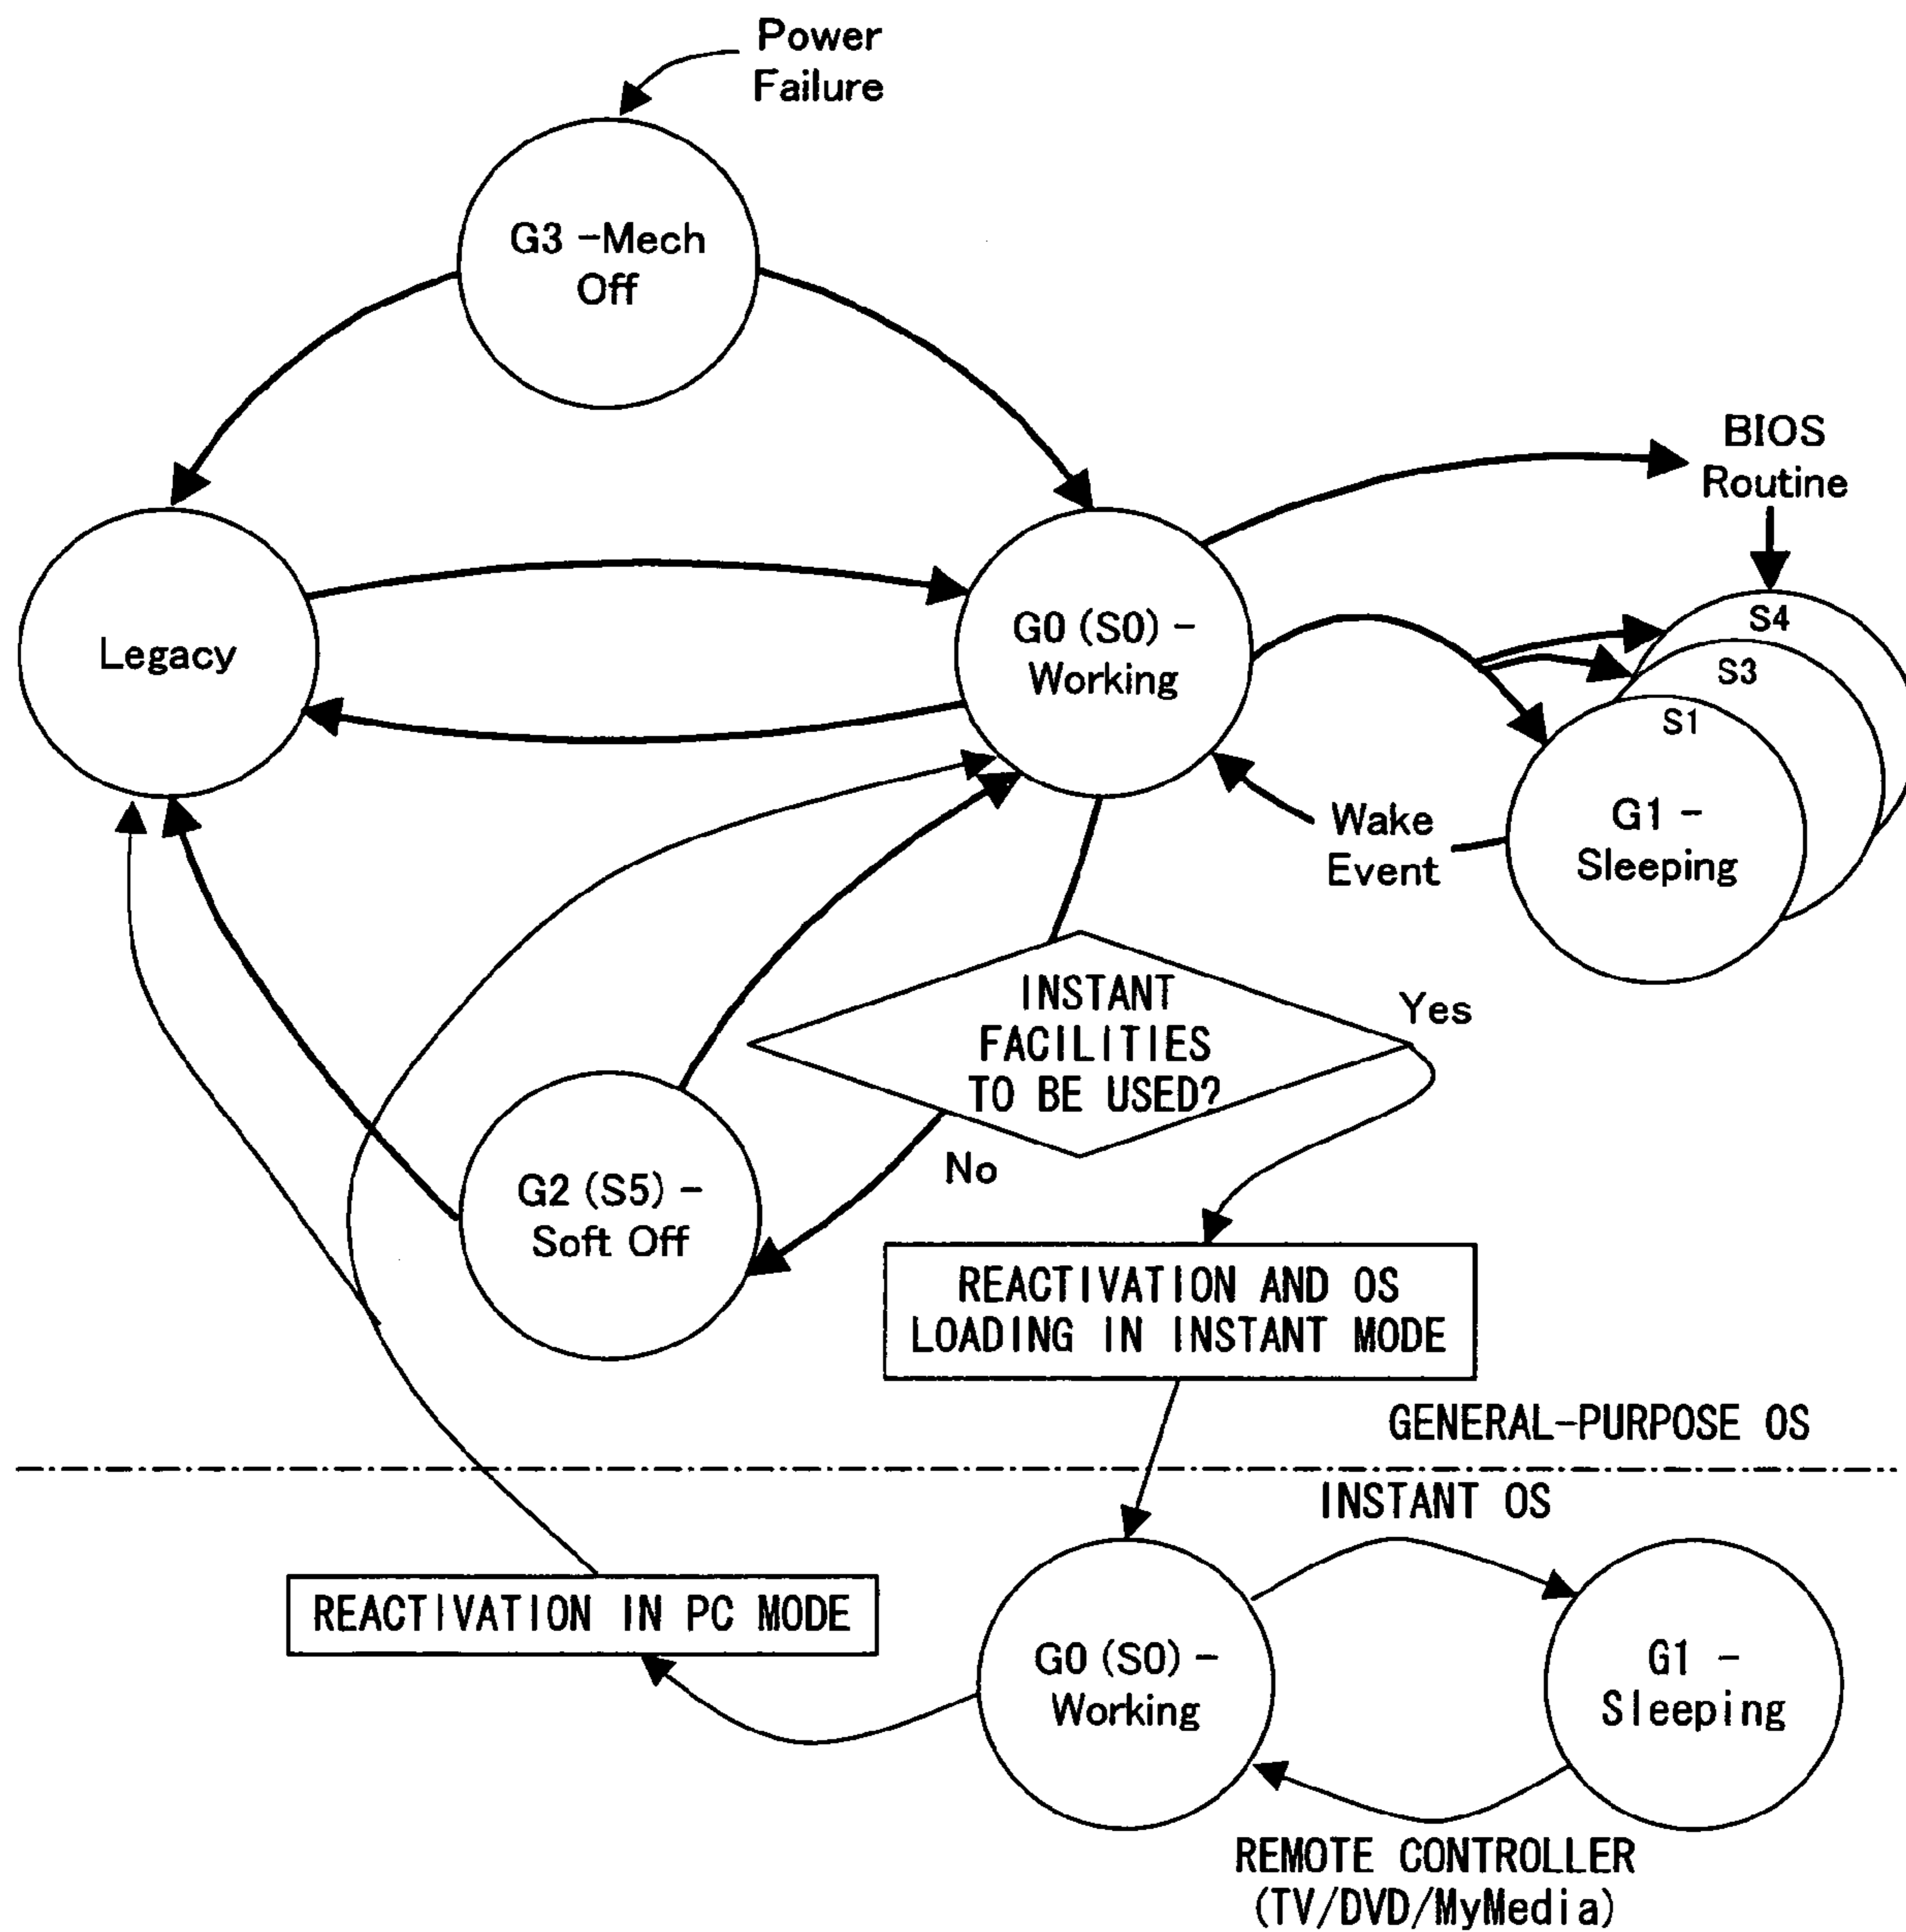 Power
Failure
G3 -Mech
Off
BIOS
Routine
Legacy
G0 (S0) -
Working
S4
S3
S1
G1 -
Sleeping
Wake
Event
INSTANT
FACILITIES
TO BE USED?
Yes
No
G2 (S5) -
Soft Off
REACTIVATION AND OS
LOADING IN INSTANT MODE
GENERAL-PURPOSE OS
INSTANT OS
REACTIVATION IN PC MODE
G0 (S0) -
Working
G1 -
Sleeping
REMOTE CONTROLLER
(TV/DVD/MyMedia)